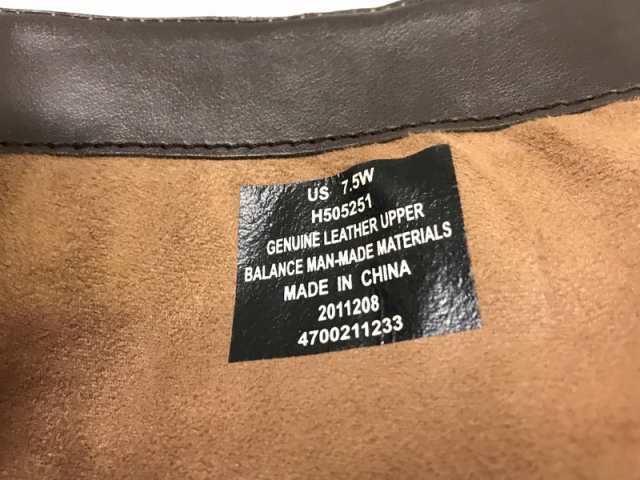 US 7.5W
H505251
GENUINE LEATHER UPPER
BALANCE MAN-MADE MATERIALS
MADE IN CHINA
2011208
4700211233